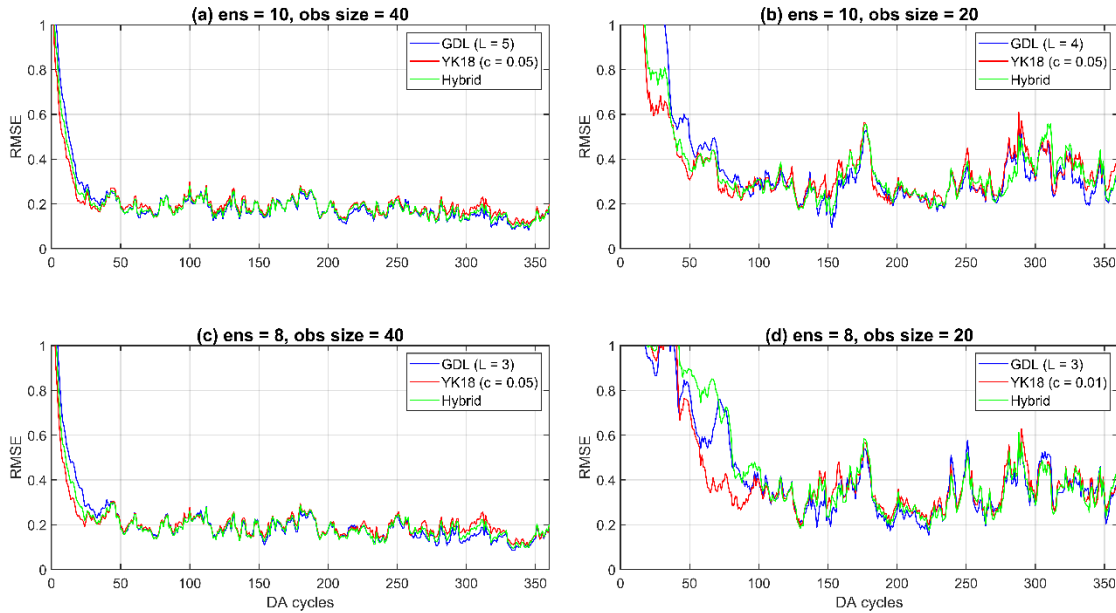 (a) ens = 10, obs size = 40
1
0.8
0.6
0.4
0.2
0
RMSE
GDL (L = 5)
YK18 (c = 0.05)
Hybrid
0 50 100 150 200 250 300 350
(b) ens = 10, obs size = 20
1
0.8
0.6
0.4
0.2
0
RMSE
GDL (L = 4)
YK18 (c = 0.05)
Hybrid
0 50 100 150 200 250 300 350
(c) ens = 8, obs size = 40
1
0.8
0.6
0.4
0.2
0
RMSE
GDL (L = 3)
YK18 (c = 0.05)
Hybrid
0 50 100 150 200 250 300 350
DA cycles
(d) ens = 8, obs size = 20
1
0.8
0.6
0.4
0.2
0
RMSE
GDL (L = 3)
YK18 (c = 0.01)
Hybrid
0 50 100 150 200 250 300 350
DA cycles